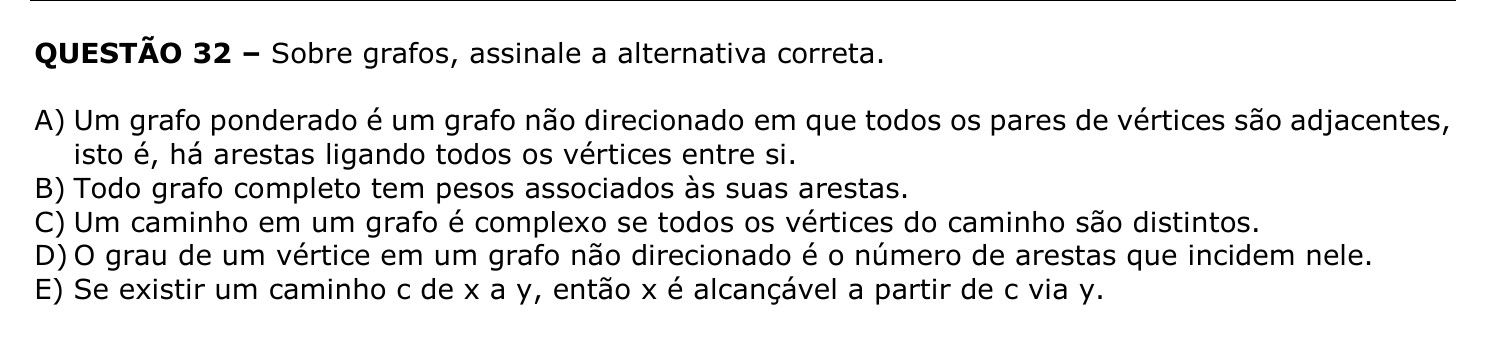 QUESTÃO 32 – Sobre grafos, assinale a alternativa correta.
A) Um grafo ponderado é um grafo não direcionado em que todos os pares de vértices são adjacentes,
isto é, há arestas ligando todos os vértices entre si.
B) Todo grafo completo tem pesos associados às suas arestas.
C) Um caminho em um grafo é complexo se todos os vértices do caminho são distintos.
D) O grau de um vértice em um grafo não direcionado é o número de arestas que incidem nele.
E) Se existir um caminho c de x a y, então x é alcançável a partir de c via y.